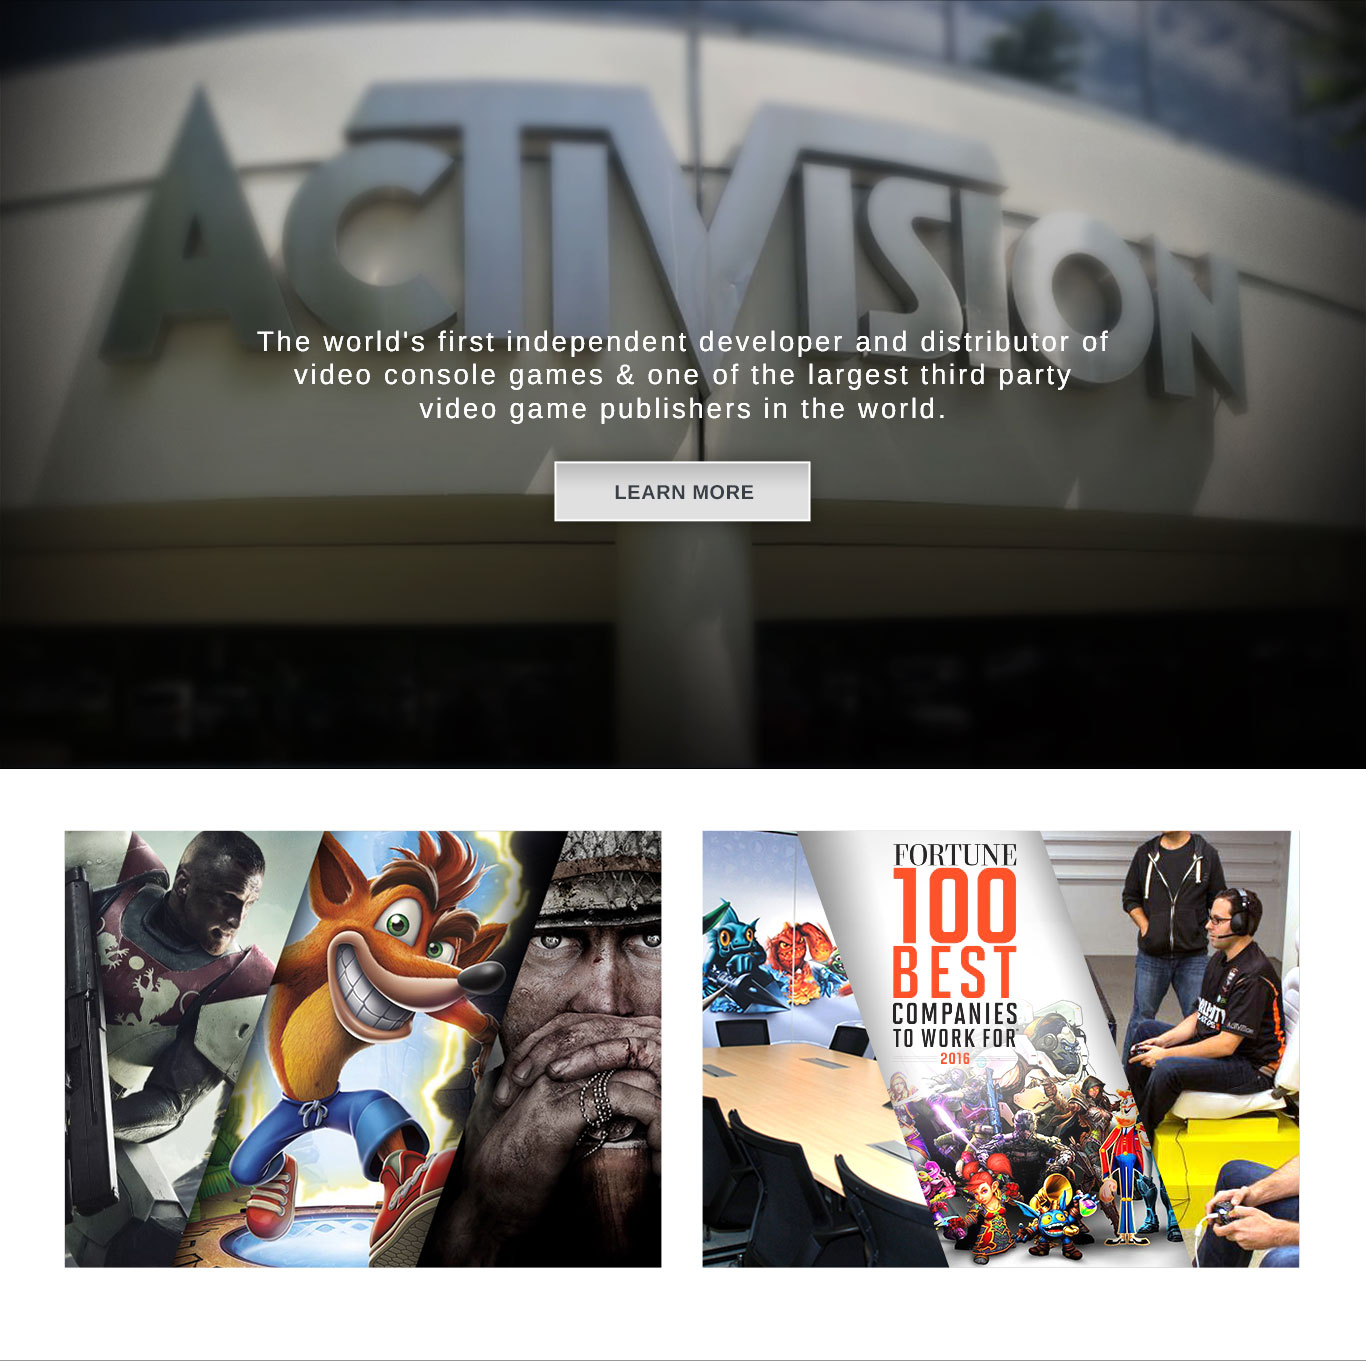 ACTIVISION
The world's first independent developer and distributor of
video console games & one of the largest third party
video game publishers in the world.
LEARN MORE
FORTUNE
100
BEST
COMPANIES
TO WORK FOR
2016
Activision